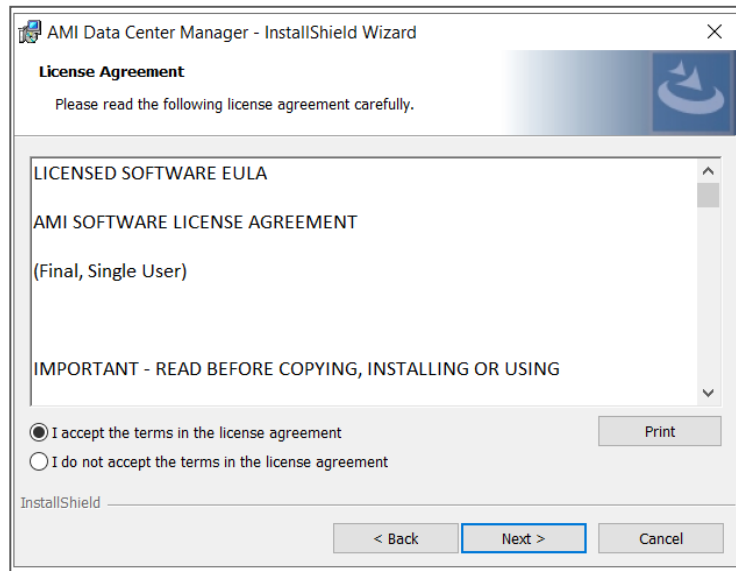 AMI Data Center Manager - InstallShield Wizard
License Agreement
Please read the following license agreement carefully.
LICENSED SOFTWARE EULA
AMI SOFTWARE LICENSE AGREEMENT
(Final, Single User)
IMPORTANT - READ BEFORE COPYING, INSTALLING OR USING
I accept the terms in the license agreement
Print
I do not accept the terms in the license agreement
InstallShield
< Back
Next >
Cancel